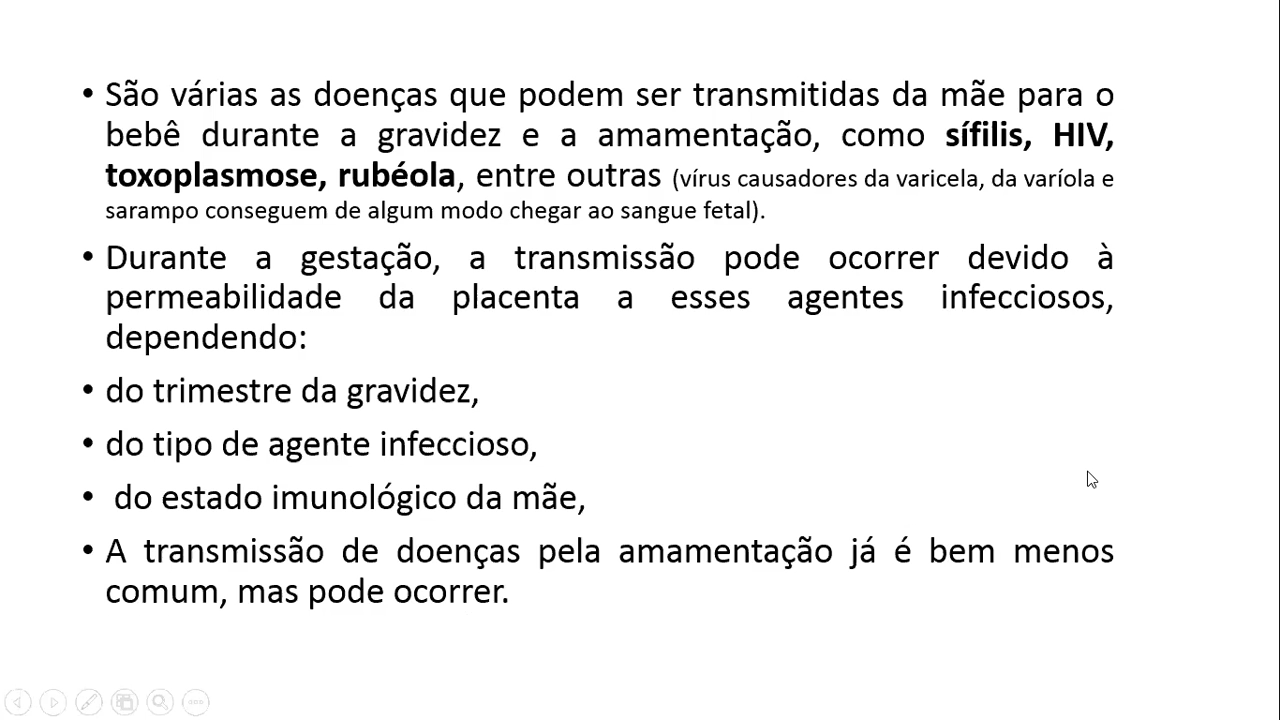 • São várias as doenças que podem ser transmitidas da mãe para o
bebê durante a gravidez e a amamentação, como sífilis, HIV,
toxoplasmose, rubéola, entre outras (vírus causadores da varicela, da varíola e
sarampo conseguem de algum modo chegar ao sangue fetal).
• Durante a gestação, a transmissão pode ocorrer devido à
permeabilidade da placenta a esses agentes infecciosos,
dependendo:
• do trimestre da gravidez,
• do tipo de agente infeccioso,
• do estado imunológico da mãe,
• A transmissão de doenças pela amamentação já é bem menos
comum, mas pode ocorrer.